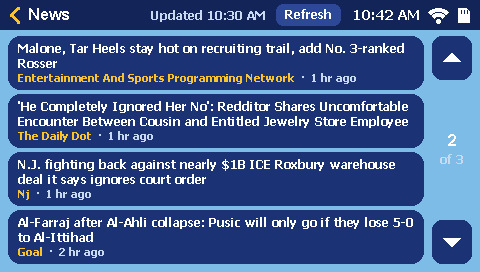 News
Updated 10:30 AM
Refresh
10:42 AM
Malone, Tar Heels stay hot on recruiting trail, add No. 3-ranked
Rosser
Entertainment And Sports Programming Network · 1 hr ago
'He Completely Ignored Her No': Redditor Shares Uncomfortable
Encounter Between Cousin and Entitled Jewelry Store Employee
The Daily Dot · 1 hr ago
2
of 3
N.J. fighting back against nearly $1B ICE Roxbury warehouse
deal it says ignores court order
Nj · 1 hr ago
Al-Farraj after Al-Ahli collapse: Pusic will only go if they lose 5-0
to Al-Ittihad
Goal · 2 hr ago